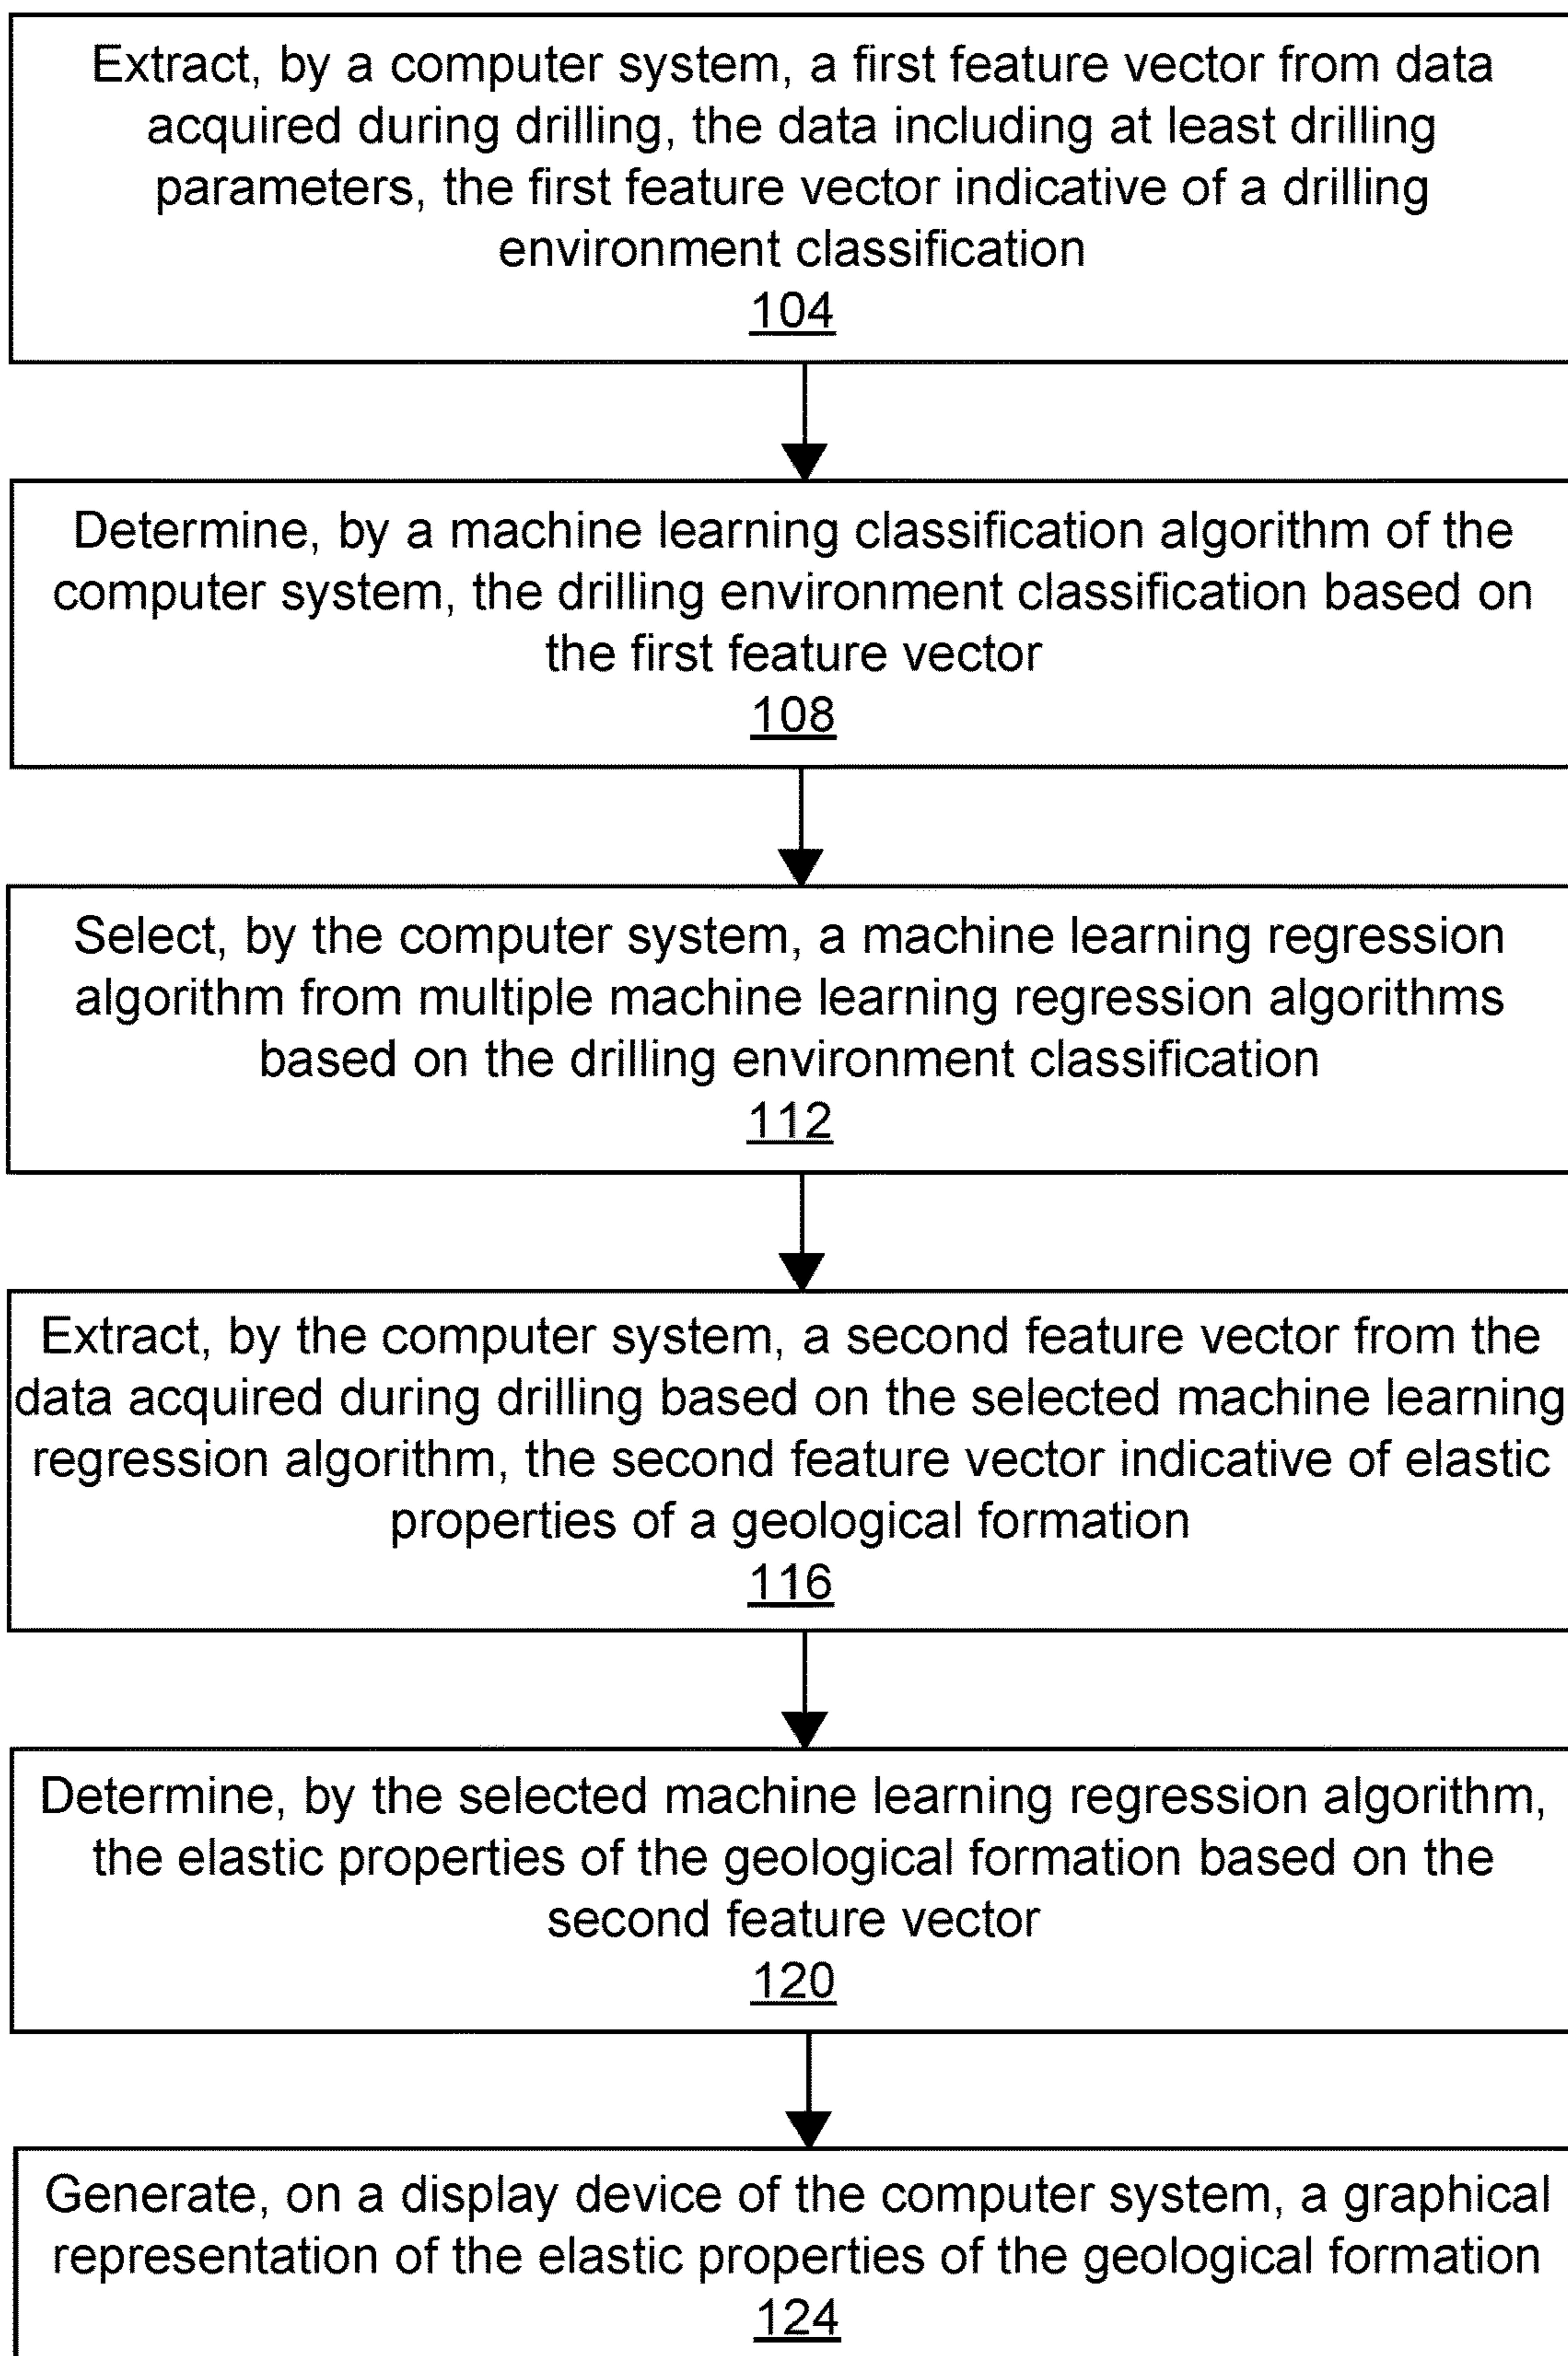 Extract, by a computer system, a first feature vector from data
acquired during drilling, the data including at least drilling
parameters, the first feature vector indicative of a drilling
environment classification
104
Determine, by a machine learning classification algorithm of the
computer system, the drilling environment classification based on
the first feature vector
108
Select, by the computer system, a machine learning regression
algorithm from multiple machine learning regression algorithms
based on the drilling environment classification
112
Extract, by the computer system, a second feature vector from the
data acquired during drilling based on the selected machine learning
regression algorithm, the second feature vector indicative of elastic
properties of a geological formation
116
Determine, by the selected machine learning regression algorithm,
the elastic properties of the geological formation based on the
second feature vector
120
Generate, on a display device of the computer system, a graphical
representation of the elastic properties of the geological formation
124